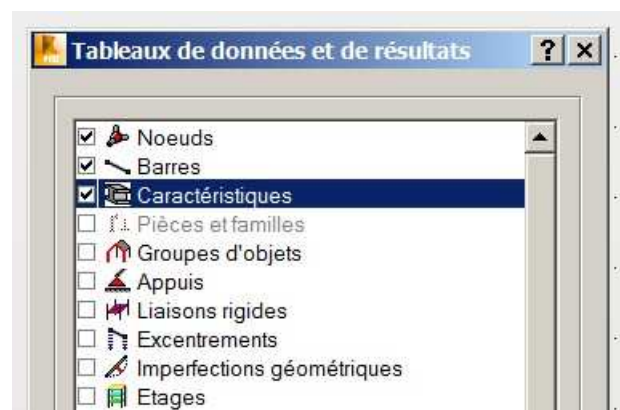 Tableaux de données et de résultats
Noeuds
Barres
Caractéristiques
Pièces et familles
Groupes d'objets
Appuis
Liaisons rigides
Excentrements
Imperfections géométriques
Etages